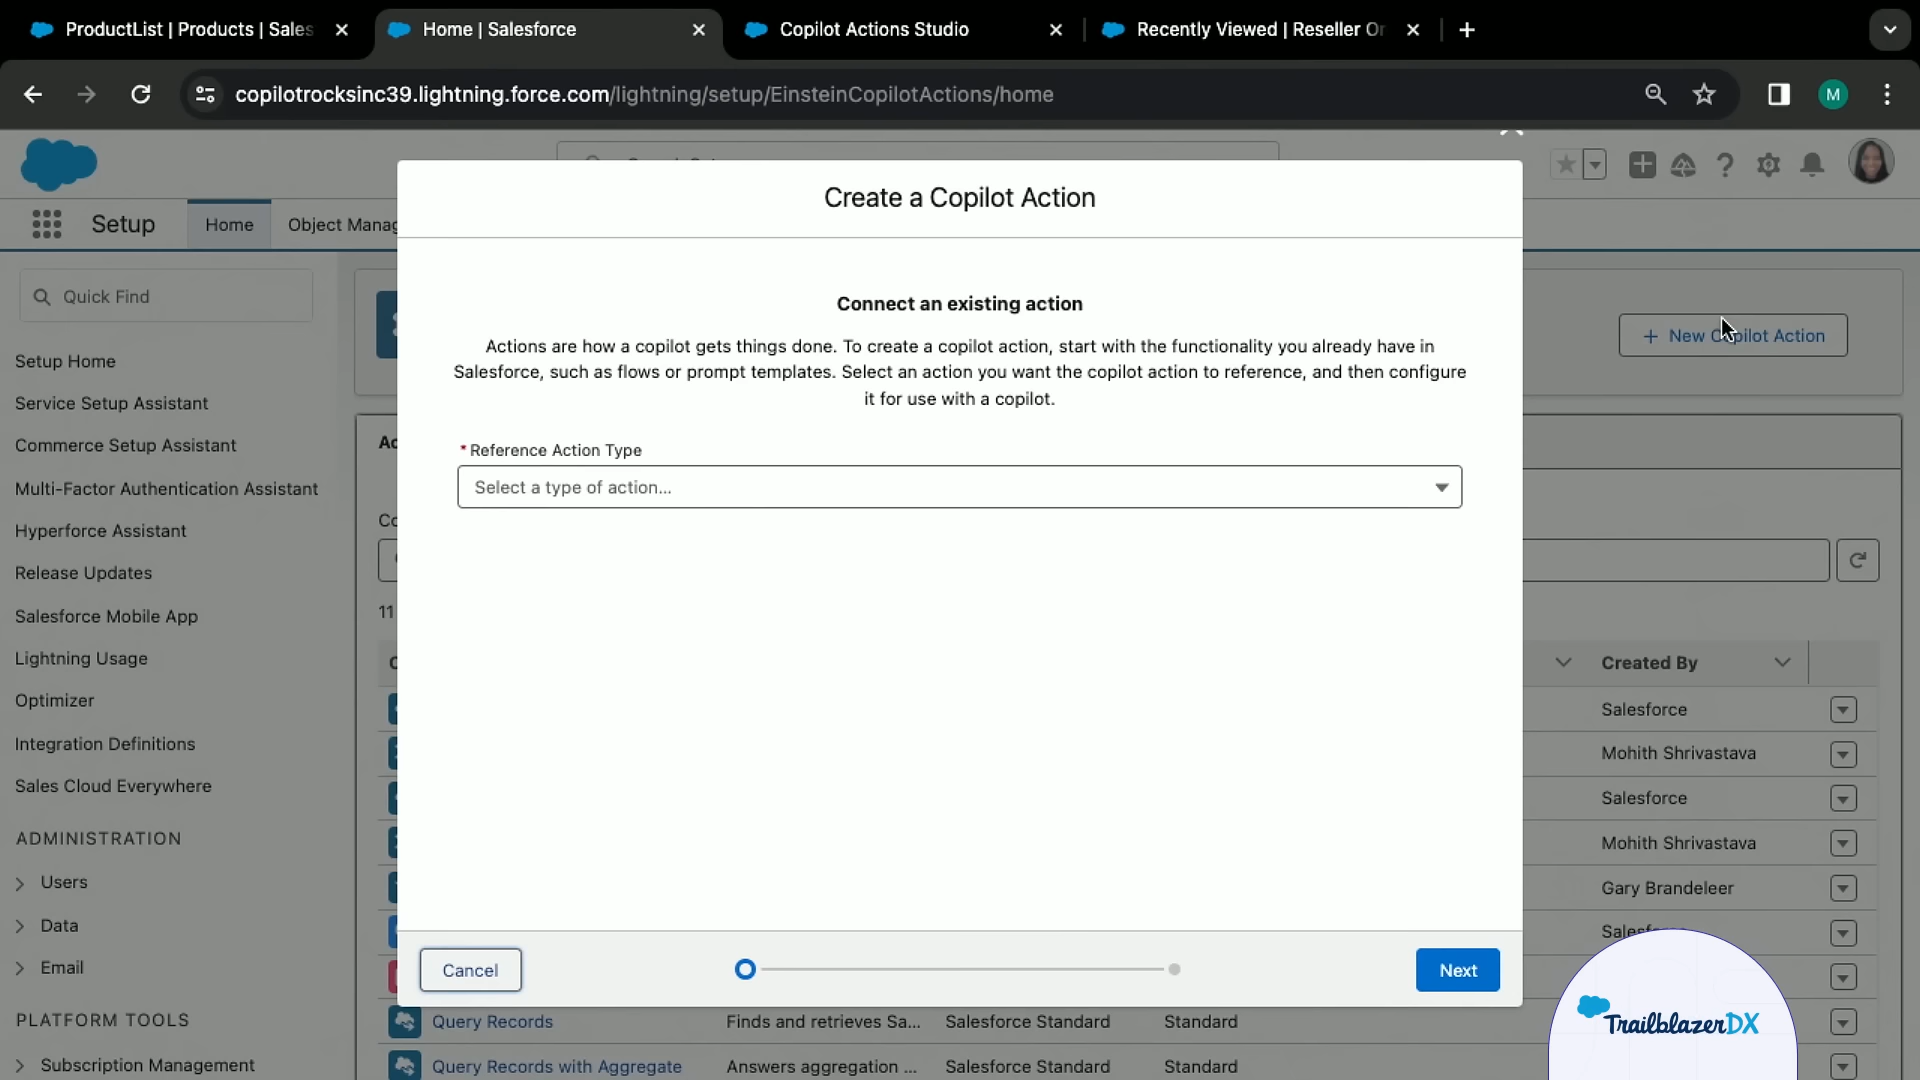 ProductList | Products | Sales
Home | Salesforce
Copilot Actions Studio
Recently Viewed | Reseller Or
copilotrocksinc39.lightning.force.com/lightning/setup/EinsteinCopilotActions/home
M
Setup
Home
Object Manag
Quick Find
Setup Home
Service Setup Assistant
Commerce Setup Assistant
Multi-Factor Authentication Assistant
Hyperforce Assistant
Release Updates
Salesforce Mobile App
Lightning Usage
Optimizer
Integration Definitions
Sales Cloud Everywhere
ADMINISTRATION
Users
Data
Email
PLATFORM TOOLS
Subscription Management
Create a Copilot Action
Connect an existing action
Actions are how a copilot gets things done. To create a copilot action, start with the functionality you already have in
Salesforce, such as flows or prompt templates. Select an action you want the copilot action to reference, and then configure
it for use with a copilot.
* Reference Action Type
Select a type of action...
Cancel
Next
+ New Copilot Action
11
Created By
Salesforce
Mohith Shrivastava
Salesforce
Mohith Shrivastava
Gary Brandeleer
Query Records Finds and retrieves Sa... Salesforce Standard Standard
Query Records with Aggregate Answers aggregation ... Salesforce Standard Standard
TrailblazerDX